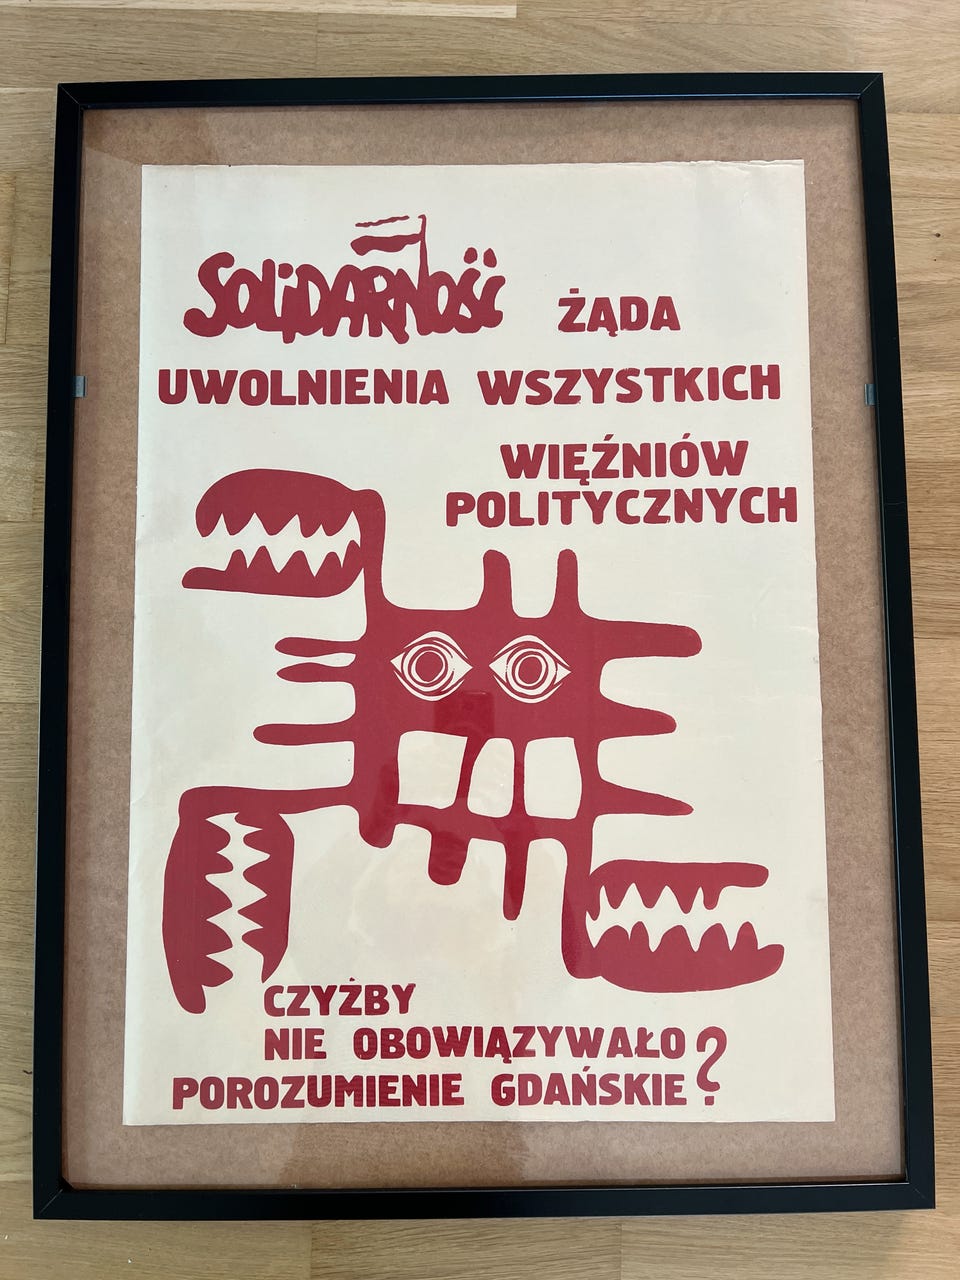 SOLiDARNOŚĆ ŻĄDA
UWOLNIENIA WSZYSTKICH
WIĘŹNIÓW
POLITYCZNYCH
CZYŻBY
NIE OBOWIĄZYWAŁO
POROZUMIENIE GDAŃSKIE?